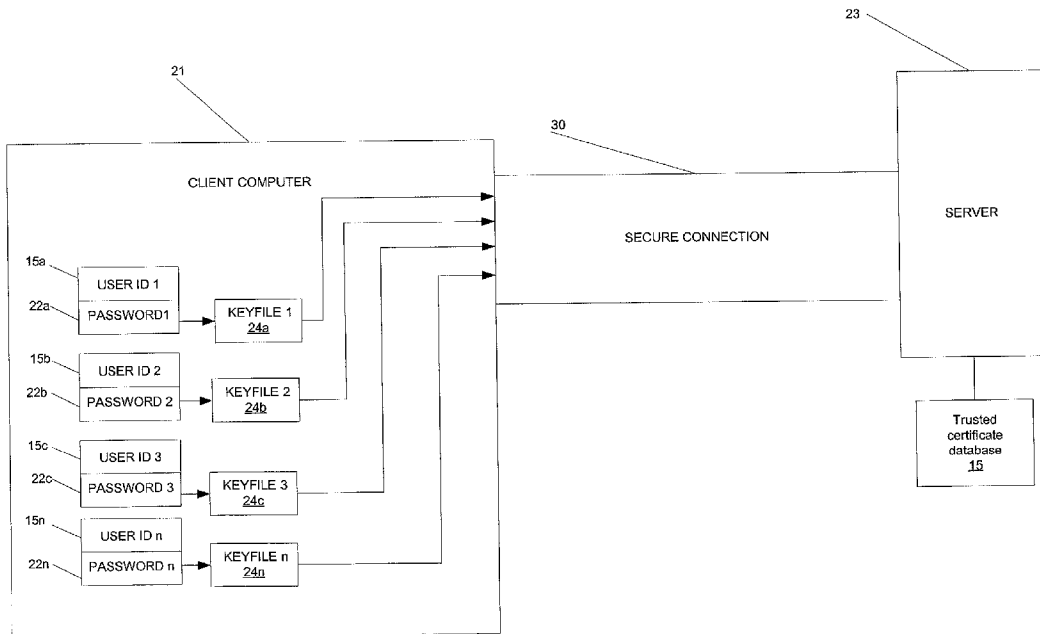 23
21
30
CLIENT COMPUTER
SERVER
SECURE CONNECTION
15a
USER ID 1
22a
PASSWORD1
KEYFILE 1
24a
15b
USER ID 2
22b
PASSWORD 2
KEYFILE 2
24b
15c
USER ID 3
22c
PASSWORD 3
KEYFILE 3
24c
15n
USER ID n
22n
PASSWORD n
KEYFILE n
24n
Trusted
certificate
database
15